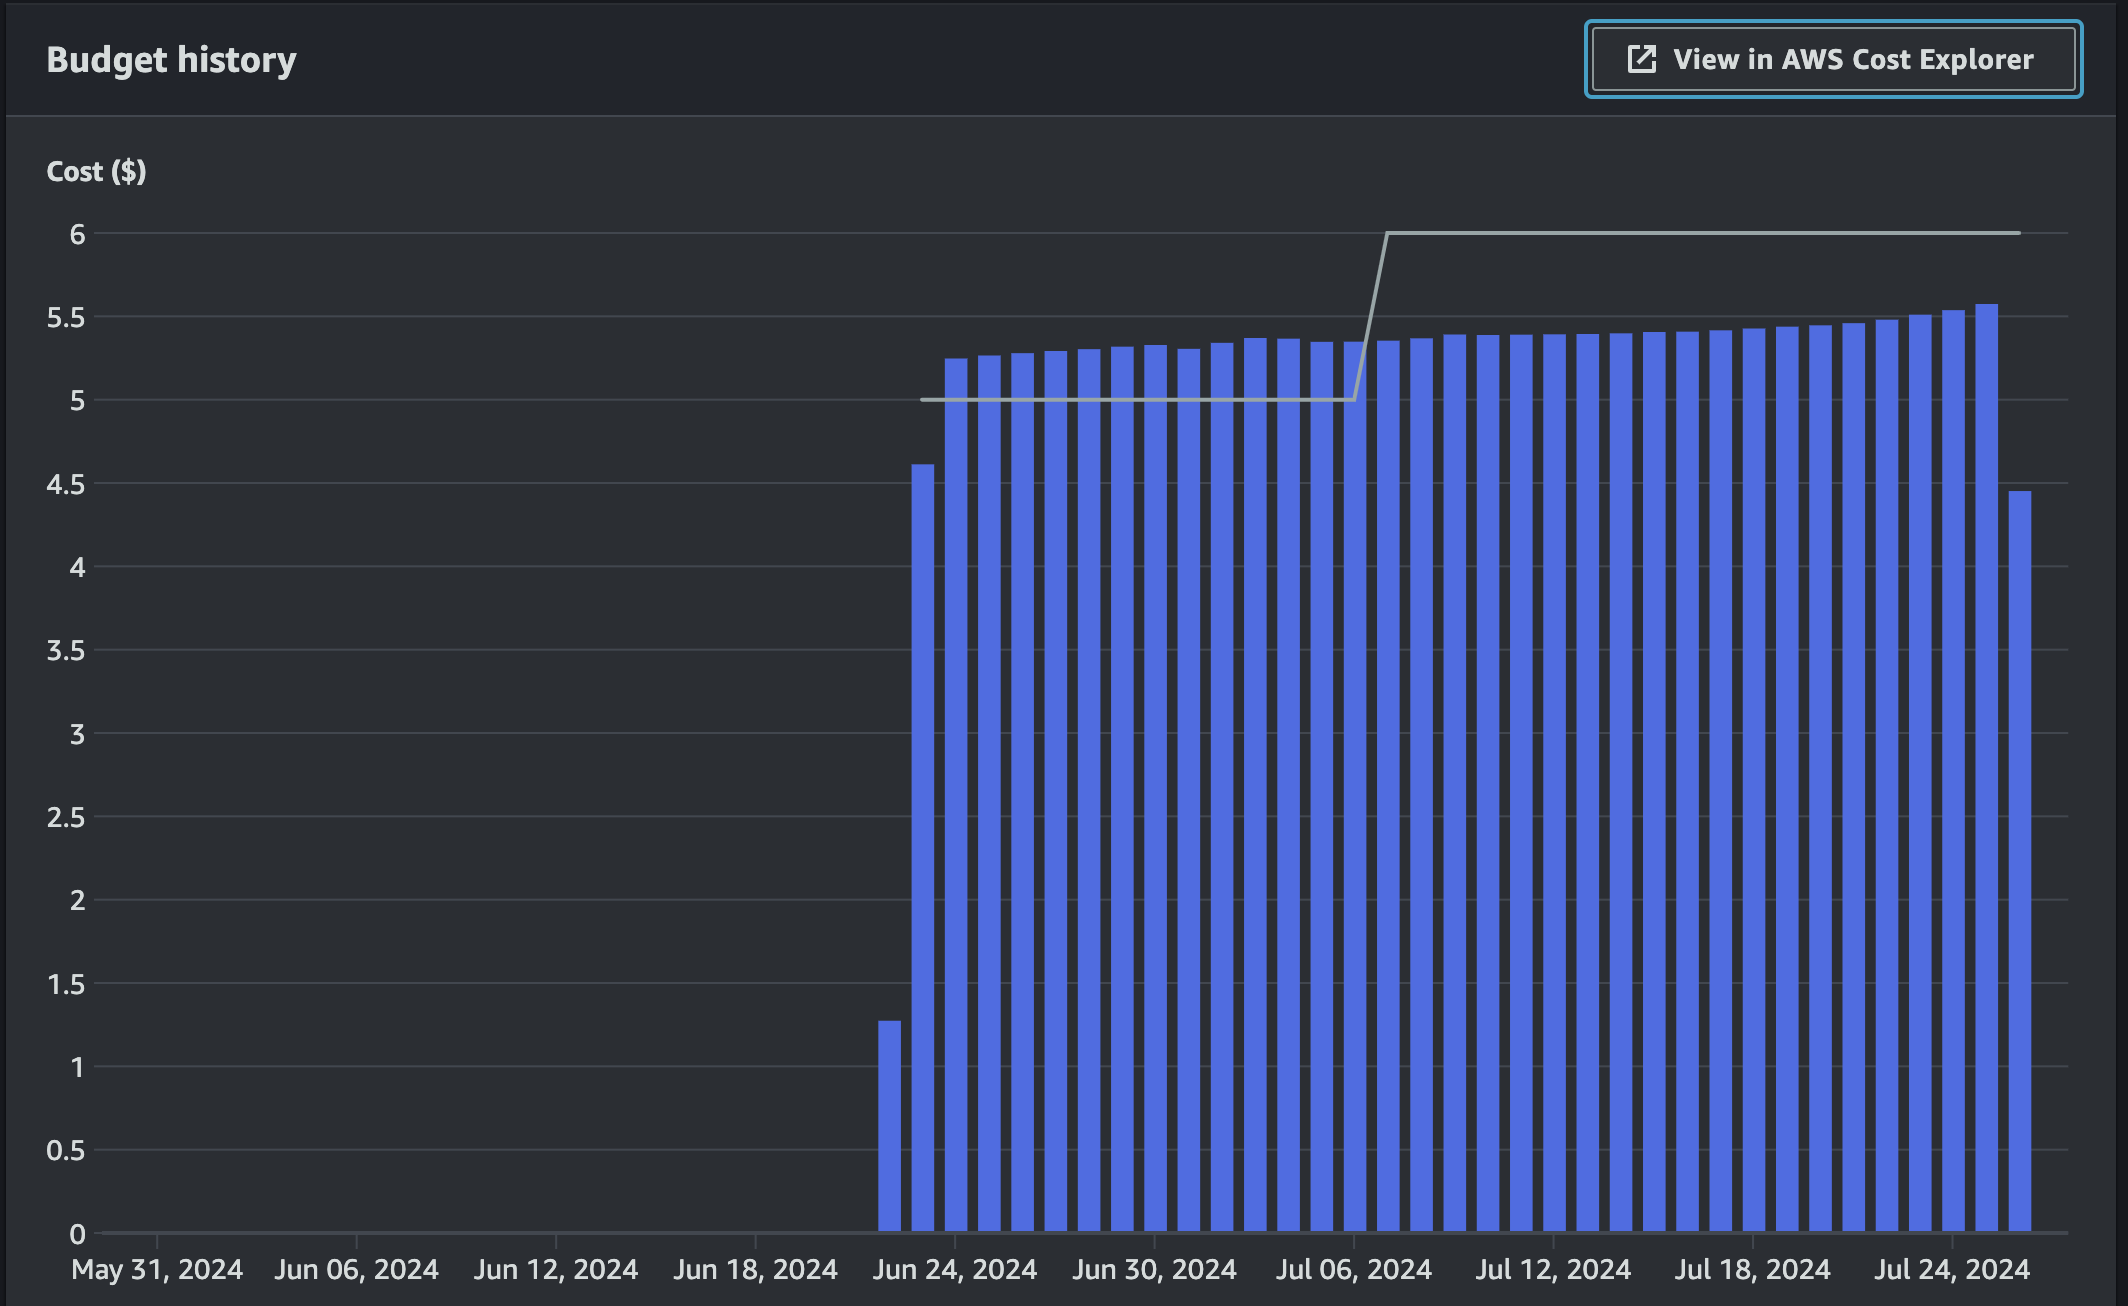 Budget history
View in AWS Cost Explorer
Cost ($)
6
5.5
5
4.5
4
3.5
3
2.5
2
1.5
1
0.5
0
May 31, 2024
Jun 06, 2024
Jun 12, 2024
Jun 18, 2024
Jun 24, 2024
Jun 30, 2024
Jul 06, 2024
Jul 12, 2024
Jul 18, 2024
Jul 24, 2024